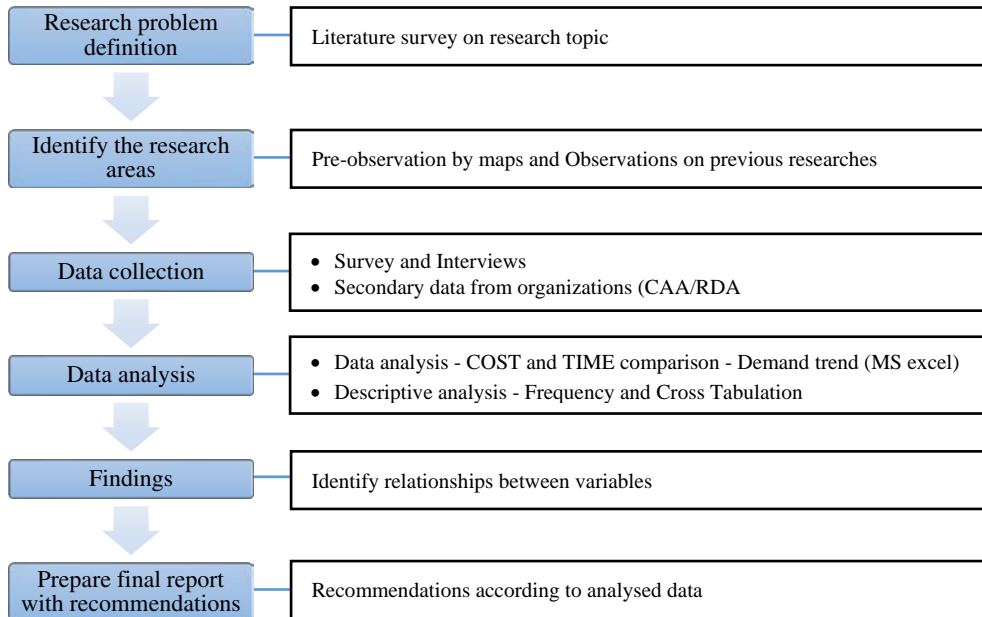 Research problem
definition
Literature survey on research topic
Identify the research
areas
Pre-observation by maps and Observations on previous researches
Data collection
• Survey and Interviews
• Secondary data from organizations (CAA/RDA
Data analysis
• Data analysis - COST and TIME comparison - Demand trend (MS excel)
• Descriptive analysis - Frequency and Cross Tabulation
Findings
Identify relationships between variables
Prepare final report
with recommendations
Recommendations according to analysed data